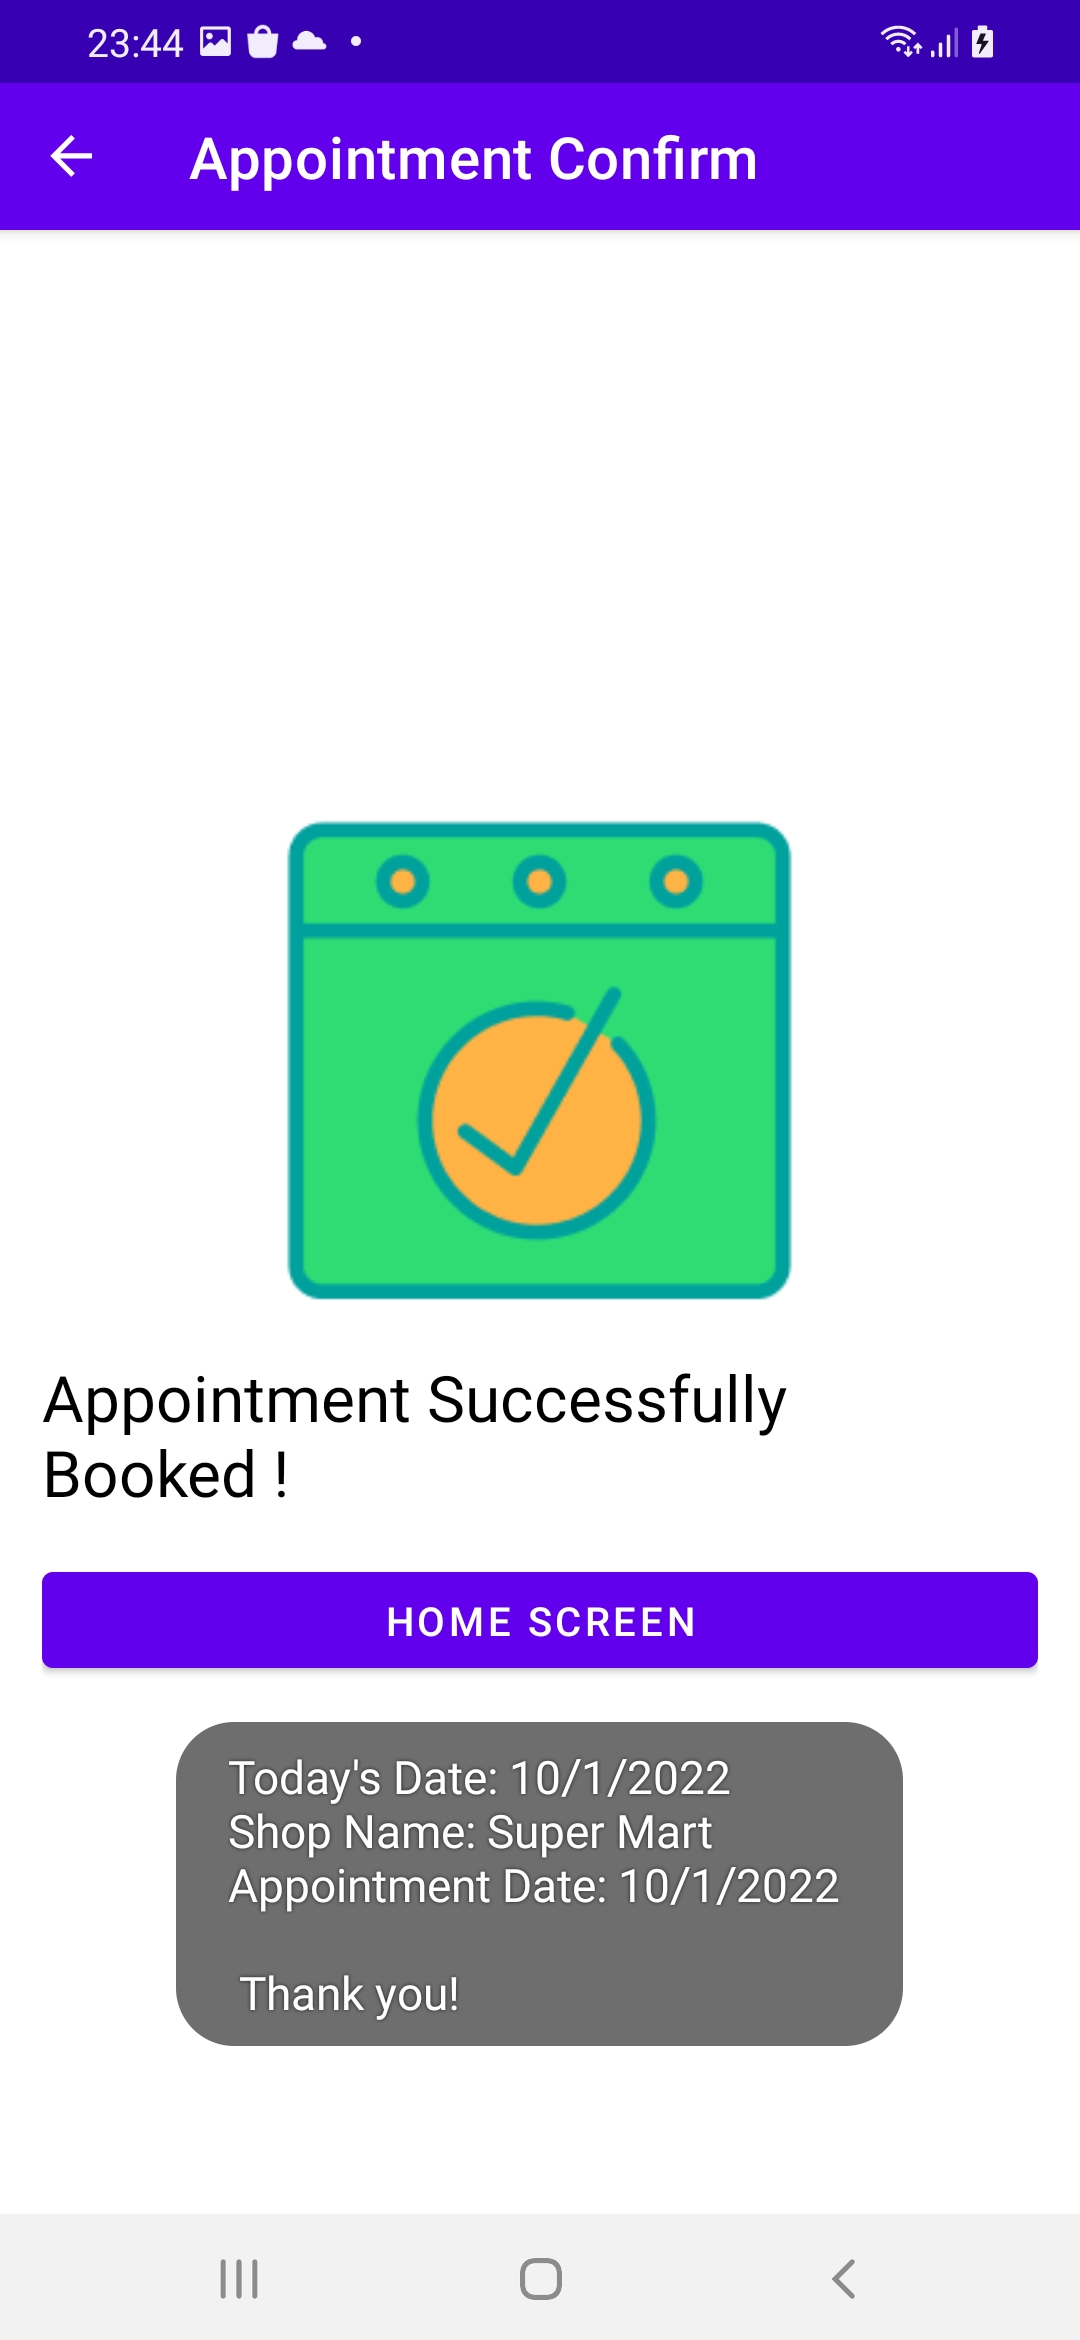 23:44
Appointment Confirm
Appointment Successfully
Booked !
HOME SCREEN
Today's Date: 10/1/2022
Shop Name: Super Mart
Appointment Date: 10/1/2022
Thank you!